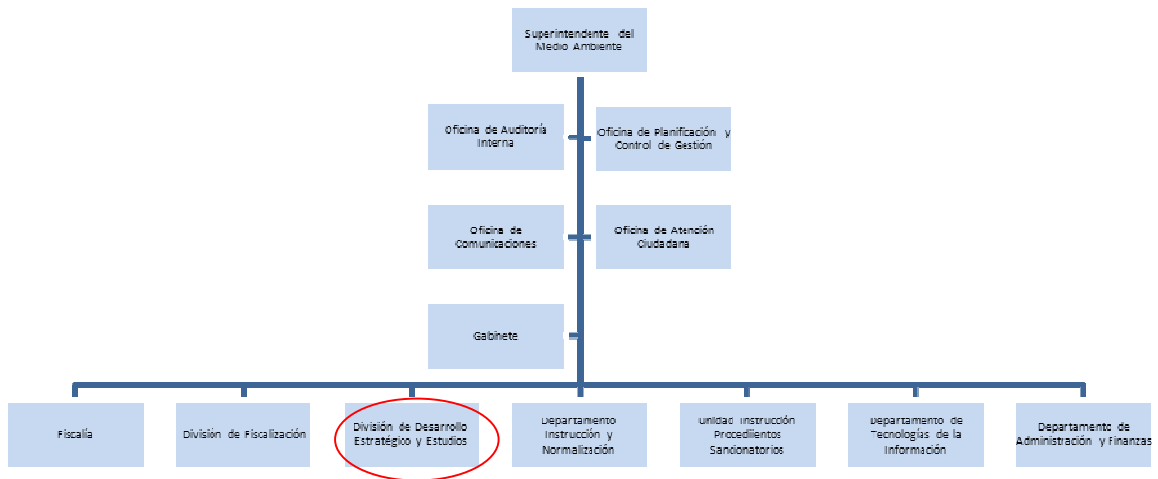 Superintendente del
Medio Ambiente
Oficina de Auditoría
Interna
Oficina de Planificación y
Control de Gestión
Oficina de
Comunicaciones
Oficina de Atención
Ciudadana
Gabinete
Fiscalía
División de Fiscalización
División de Desarrollo
Estratégico y Estudios
Departamento
Instrucción y
Normalización
Unidad Instrucción
Procediientos
Sancionatorios
Departamento de
Tecnologías de la
Información
Departamento de
Administración y Finanzas